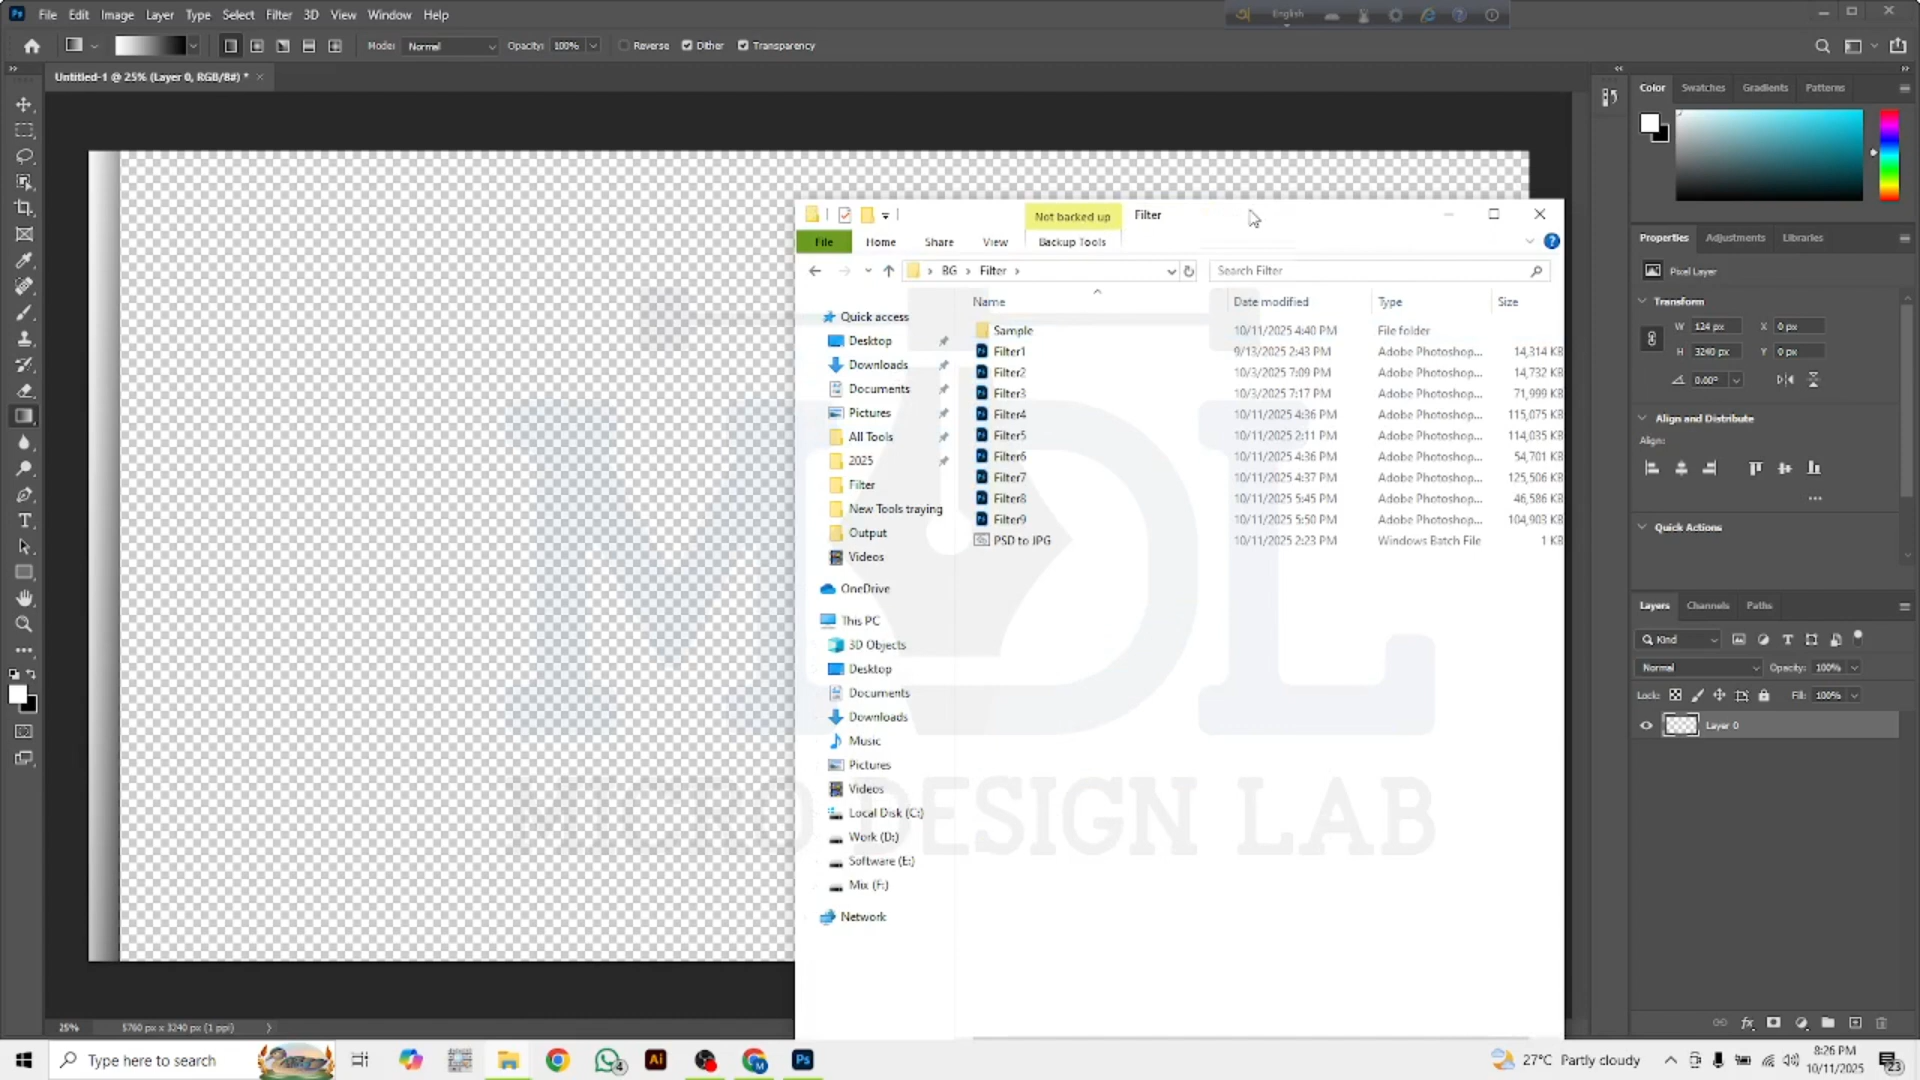 File Edit Image Layer Type Select Filter 3D View Window Help
English
Mode: Normal Opacity: 100% Reverse Dither Transparency
Untitled-1 @ 25% (Layer 0, RGB/8#) *
Color Swatches Gradients Patterns
Properties Adjustments Libraries
Pixel Layer
Transform
W 124 px X 0 px
H 3240 px Y 0 px
0.00°
Align and Distribute
Align:
Quick Actions
Layers Channels Paths
Kind
Normal Opacity: 100%
Lock: Fill: 100%
Layer 0
Not backed up Filter
File Home Share View Backup Tools
BG Filter Search Filter
Name Date modified Type Size
Sample 10/11/2025 4:40 PM File folder
Filter1 9/13/2025 2:43 PM Adobe Photoshop... 14,314 KB
Filter2 10/3/2025 7:09 PM Adobe Photoshop... 14,732 KB
Filter3 10/3/2025 7:17 PM Adobe Photoshop... 71,999 KB
Filter4 10/11/2025 4:36 PM Adobe Photoshop... 115,075 KB
Filter5 10/11/2025 2:11 PM Adobe Photoshop... 114,035 KB
Filter6 10/11/2025 4:36 PM Adobe Photoshop... 54,701 KB
Filter7 10/11/2025 4:37 PM Adobe Photoshop... 125,506 KB
Filter8 10/11/2025 5:45 PM Adobe Photoshop... 46,586 KB
Filter9 10/11/2025 5:50 PM Adobe Photoshop... 104,903 KB
PSD to JPG 10/11/2025 2:23 PM Windows Batch File 1 KB
Quick access
Desktop
Downloads
Documents
Pictures
All Tools
2025
Filter
New Tools traying
Output
Videos
OneDrive
This PC
3D Objects
Desktop
Documents
Downloads
Music
Pictures
Videos
Local Disk (C:)
Work (D:)
Software (E:)
Mix (F:)
Network
MDL
MICRO DESIGN LAB
25% 5760 px x 3240 px (1 ppi)
Type here to search
27°C Partly cloudy
8:26 PM
10/11/2025